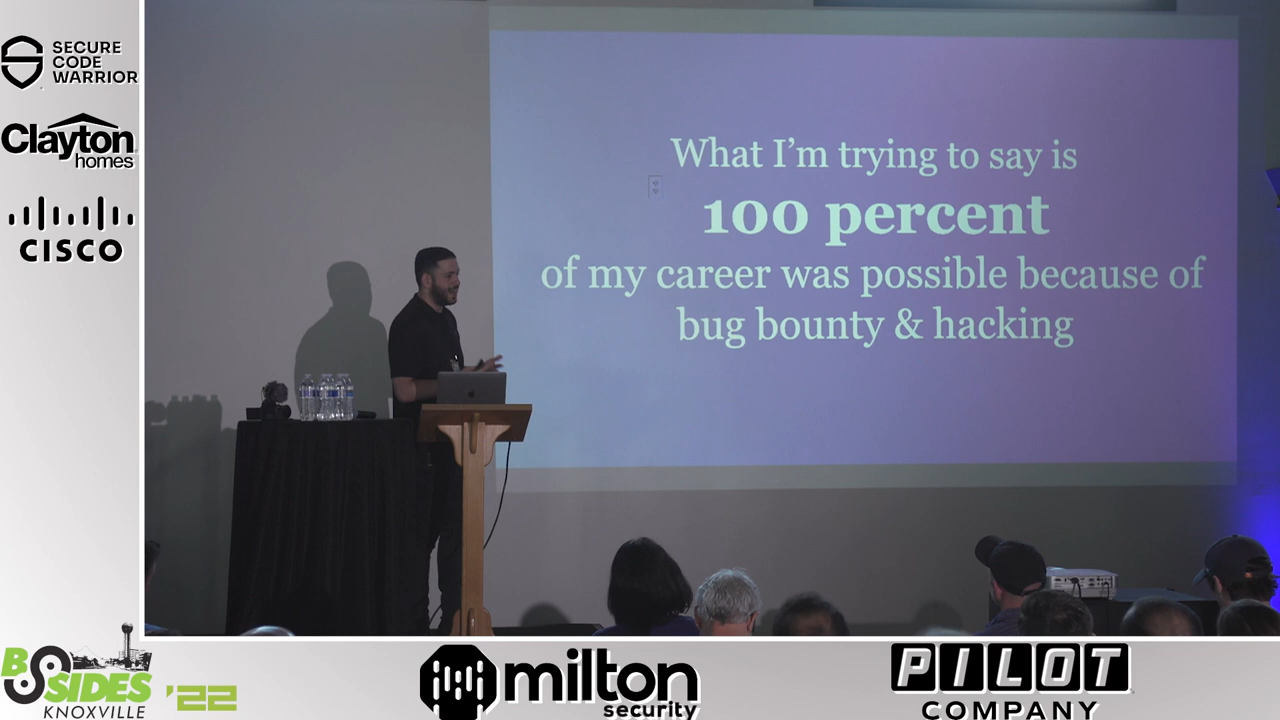 SECURE
CODE
WARRIOR
Clayton
homes
CISCO
What I'm trying to say is
100 percent
of my career was possible because of
bug bounty & hacking
BSIDES
KNOXVILLE
'22
milton
security
PILOT
COMPANY